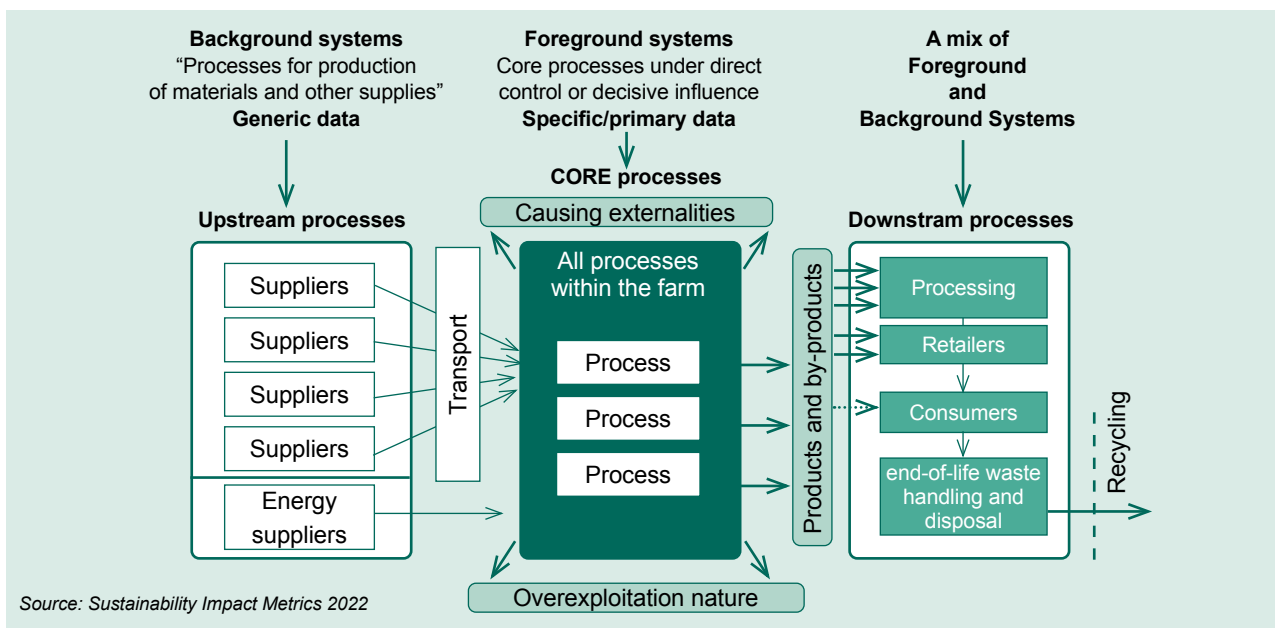 Background systems
“Processes for production
of materials and other supplies”
Generic data
Foreground systems
Core processes under direct
control or decisive influence
Specific/primary data
A mix of
Foreground
and
Background Systems
Upstream processes
Suppliers
Suppliers
Suppliers
Suppliers
Energy
suppliers
Transport
CORE processes
Causing externalities
All processes
within the farm
Process
Process
Process
Overexploitation nature
Products and by-products
Downstram processes
Processing
Retailers
Consumers
end-of-life waste
handling and
disposal
Recycling
Source: Sustainability Impact Metrics 2022